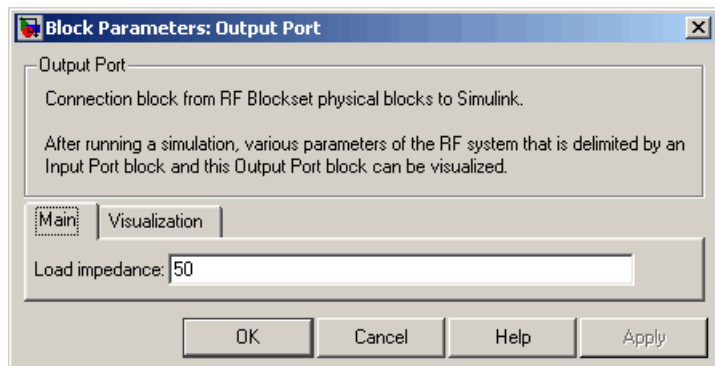 Block Parameters: Output Port
Output Port
Connection block from RF Blockset physical blocks to Simulink.
After running a simulation, various parameters of the RF system that is delimited by an
Input Port block and this Output Port block can be visualized.
Main Visualization
Load impedance: 50
OK Cancel Help Apply